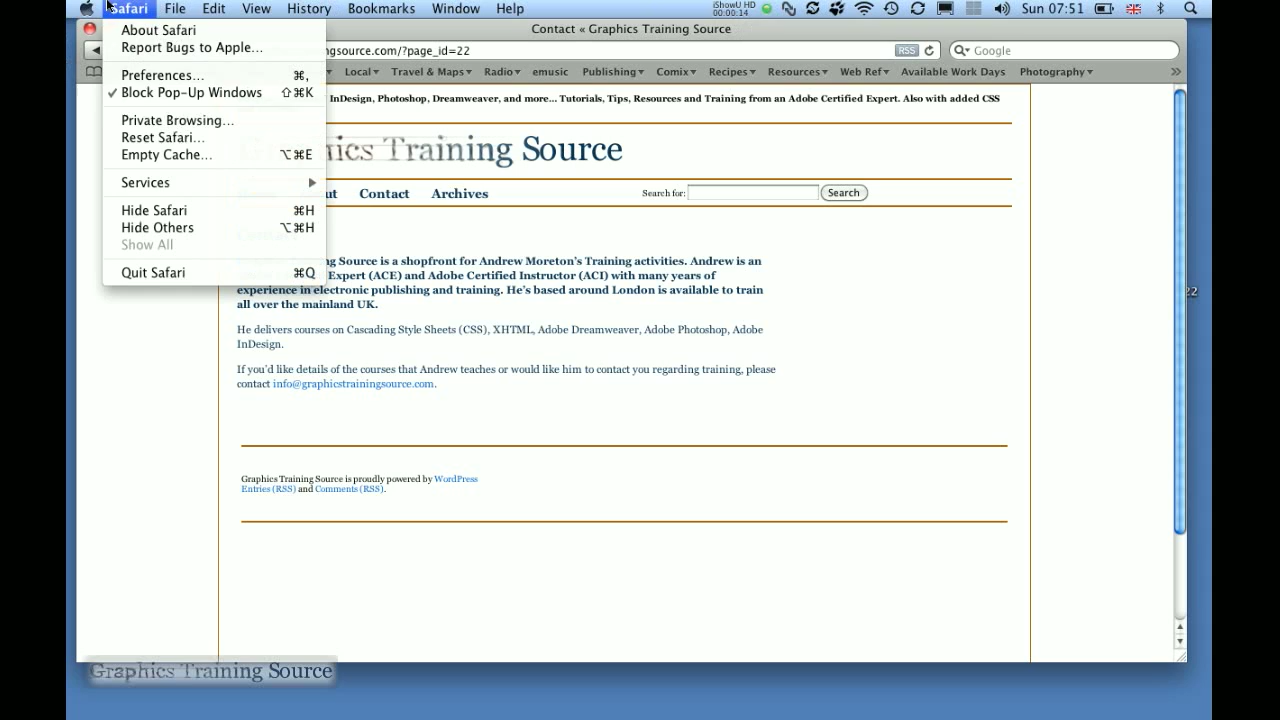 Safari File Edit View History Bookmarks Window Help iShowU HD 00:00:14 Sun 07:51
Contact « Graphics Training Source
ngsource.com/?page_id=22 RSS Google
Local Travel & Maps Radio emusic Publishing Comix Recipes Resources Web Ref Available Work Days Photography
About Safari
Report Bugs to Apple...
Preferences... ⌘,
✓ Block Pop-Up Windows ⇧⌘K
Private Browsing...
Reset Safari...
Empty Cache... ⌥⌘E
Services
Hide Safari ⌘H
Hide Others ⌥⌘H
Show All
Quit Safari ⌘Q
InDesign, Photoshop, Dreamweaver, and more... Tutorials, Tips, Resources and Training from an Adobe Certified Expert. Also with added CSS
Graphics Training Source
ut Contact Archives Search for: Search
g Source is a shopfront for Andrew Moreton's Training activities. Andrew is an
Expert (ACE) and Adobe Certified Instructor (ACI) with many years of
experience in electronic publishing and training. He's based around London is available to train
all over the mainland UK.
He delivers courses on Cascading Style Sheets (CSS), XHTML, Adobe Dreamweaver, Adobe Photoshop, Adobe
InDesign.
If you'd like details of the courses that Andrew teaches or would like him to contact you regarding training, please
contact info@graphicstrainingsource.com.
Graphics Training Source is proudly powered by WordPress
Entries (RSS) and Comments (RSS).
22
Graphics Training Source